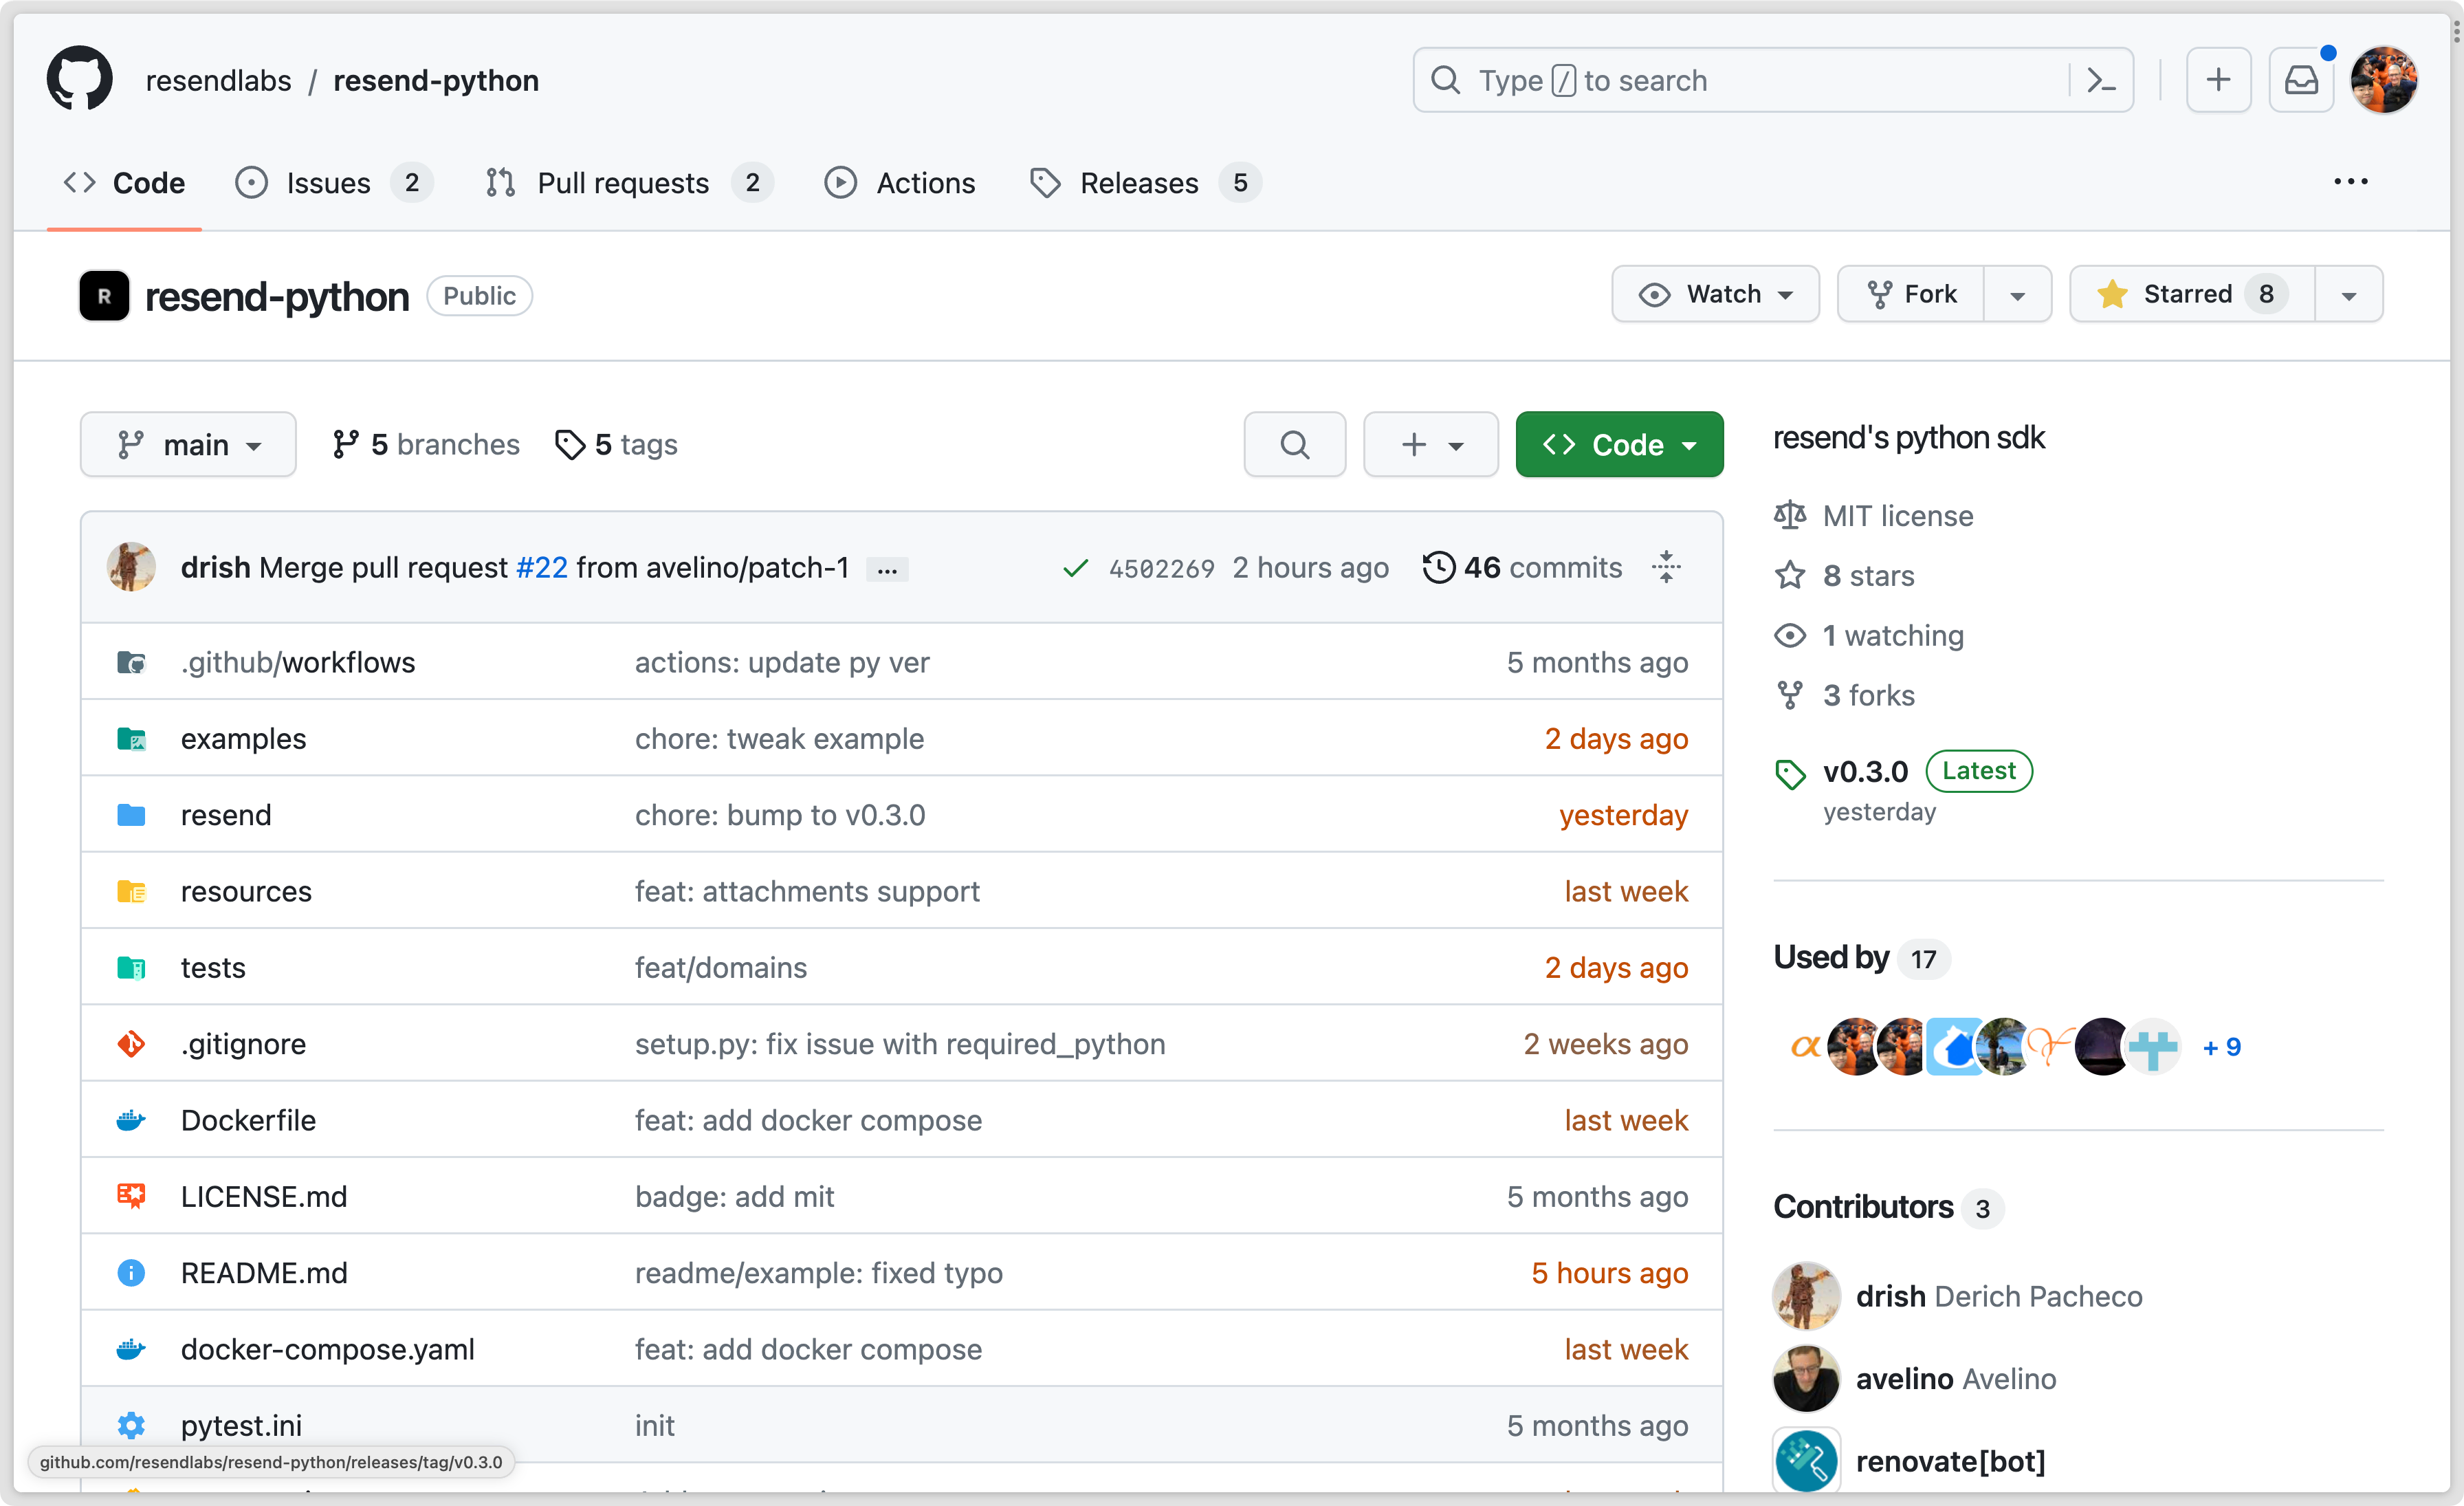 resendlabs / resend-python
Type / to search
Code
Issues 2
Pull requests 2
Actions
Releases 5
R
resend-python Public
Watch
Fork
Starred 8
main
5 branches
5 tags
Code
drish Merge pull request #22 from avelino/patch-1 ...
4502269 2 hours ago
46 commits
.github/workflows actions: update py ver 5 months ago
examples chore: tweak example 2 days ago
resend chore: bump to v0.3.0 yesterday
resources feat: attachments support last week
tests feat/domains 2 days ago
.gitignore setup.py: fix issue with required_python 2 weeks ago
Dockerfile feat: add docker compose last week
LICENSE.md badge: add mit 5 months ago
README.md readme/example: fixed typo 5 hours ago
docker-compose.yaml feat: add docker compose last week
pytest.ini init 5 months ago
github.com/resendlabs/resend-python/releases/tag/v0.3.0
resend's python sdk
MIT license
8 stars
1 watching
3 forks
v0.3.0 Latest
yesterday
Used by 17
+ 9
Contributors 3
drish Derich Pacheco
avelino Avelino
renovate[bot]